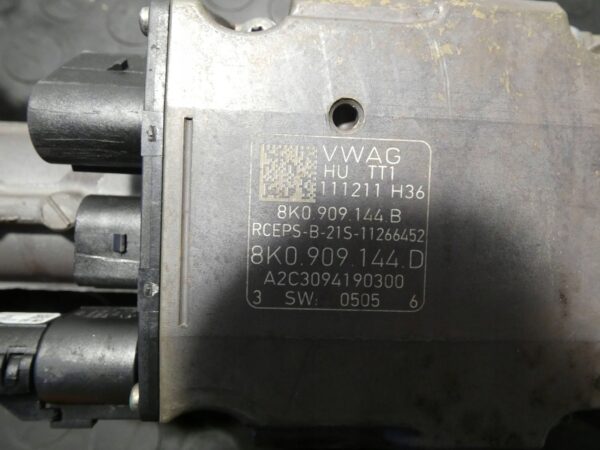 VWAG
HU TT1
111211 H36
8K0.909.144.B
RCEPS-B-21S-11266452
8K0.909.144.D
A2C3094190300
3 SW: 0505 6